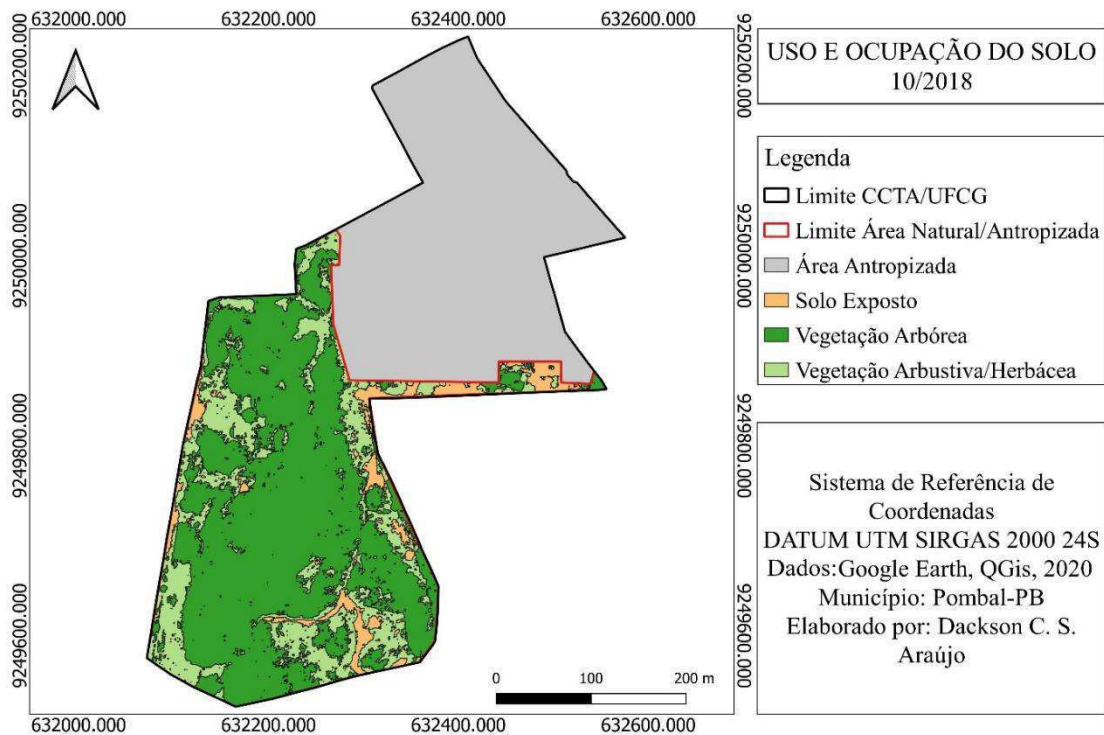 632000.000 632200.000 632400.000 632600.000
9250200.000
9250000.000
9249800.000
9249600.000
9250200.000
9250000.000
9249800.000
9249600.000
0 100 200 m
632000.000 632200.000 632400.000 632600.000
USO E OCUPAÇÃO DO SOLO
10/2018
Legenda
Limite CCTA/UFCG
Limite Área Natural/Antropizada
Área Antropizada
Solo Exposto
Vegetação Arbórea
Vegetação Arbustiva/Herbácea
Sistema de Referência de
Coordenadas
DATUM UTM SIRGAS 2000 24S
Dados:Google Earth, QGis, 2020
Município: Pombal-PB
Elaborado por: Dackson C. S.
Araújo